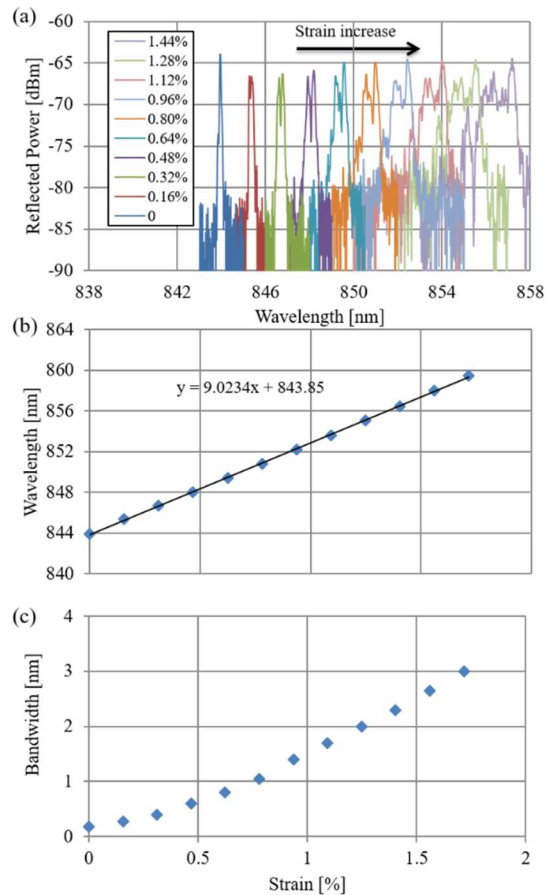 (a)
-65
-70
-75
-80
-85
-90
Reflected Power [dBm]
1.44%
1.28%
1.12%
0.96%
0.80%
0.64%
0.48%
0.32%
0.16%
0
Strain increase
-60
838 842 846 850 854 858
Wavelength [nm]
(b)
864
860
856
852
848
844
840
Wavelength [nm]
y = 9.0234x + 843.85
(c)
4
3
2
1
0
Bandwidth [nm]
0 0.5 1 1.5 2
Strain [%]